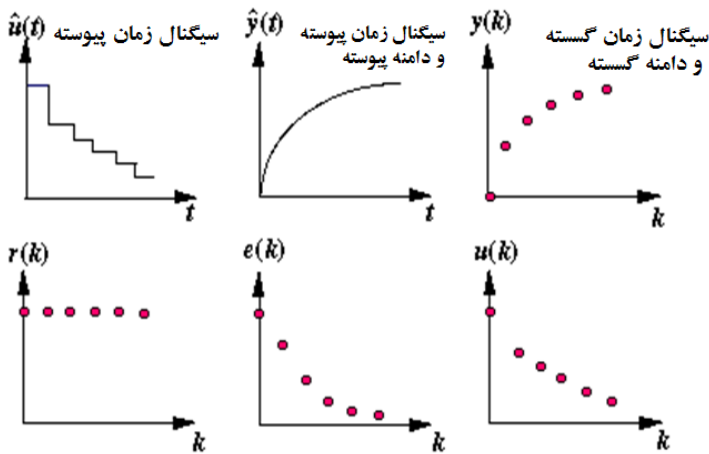 û(t)
سیگنال زمان پیوسته
t
ŷ(t)
سیگنال زمان پیوسته
و دامنه پیوسته
t
y(k)
سیگنال زمان گسسته
و دامنه گسسته
k
r(k)
k
e(k)
k
u(k)
k